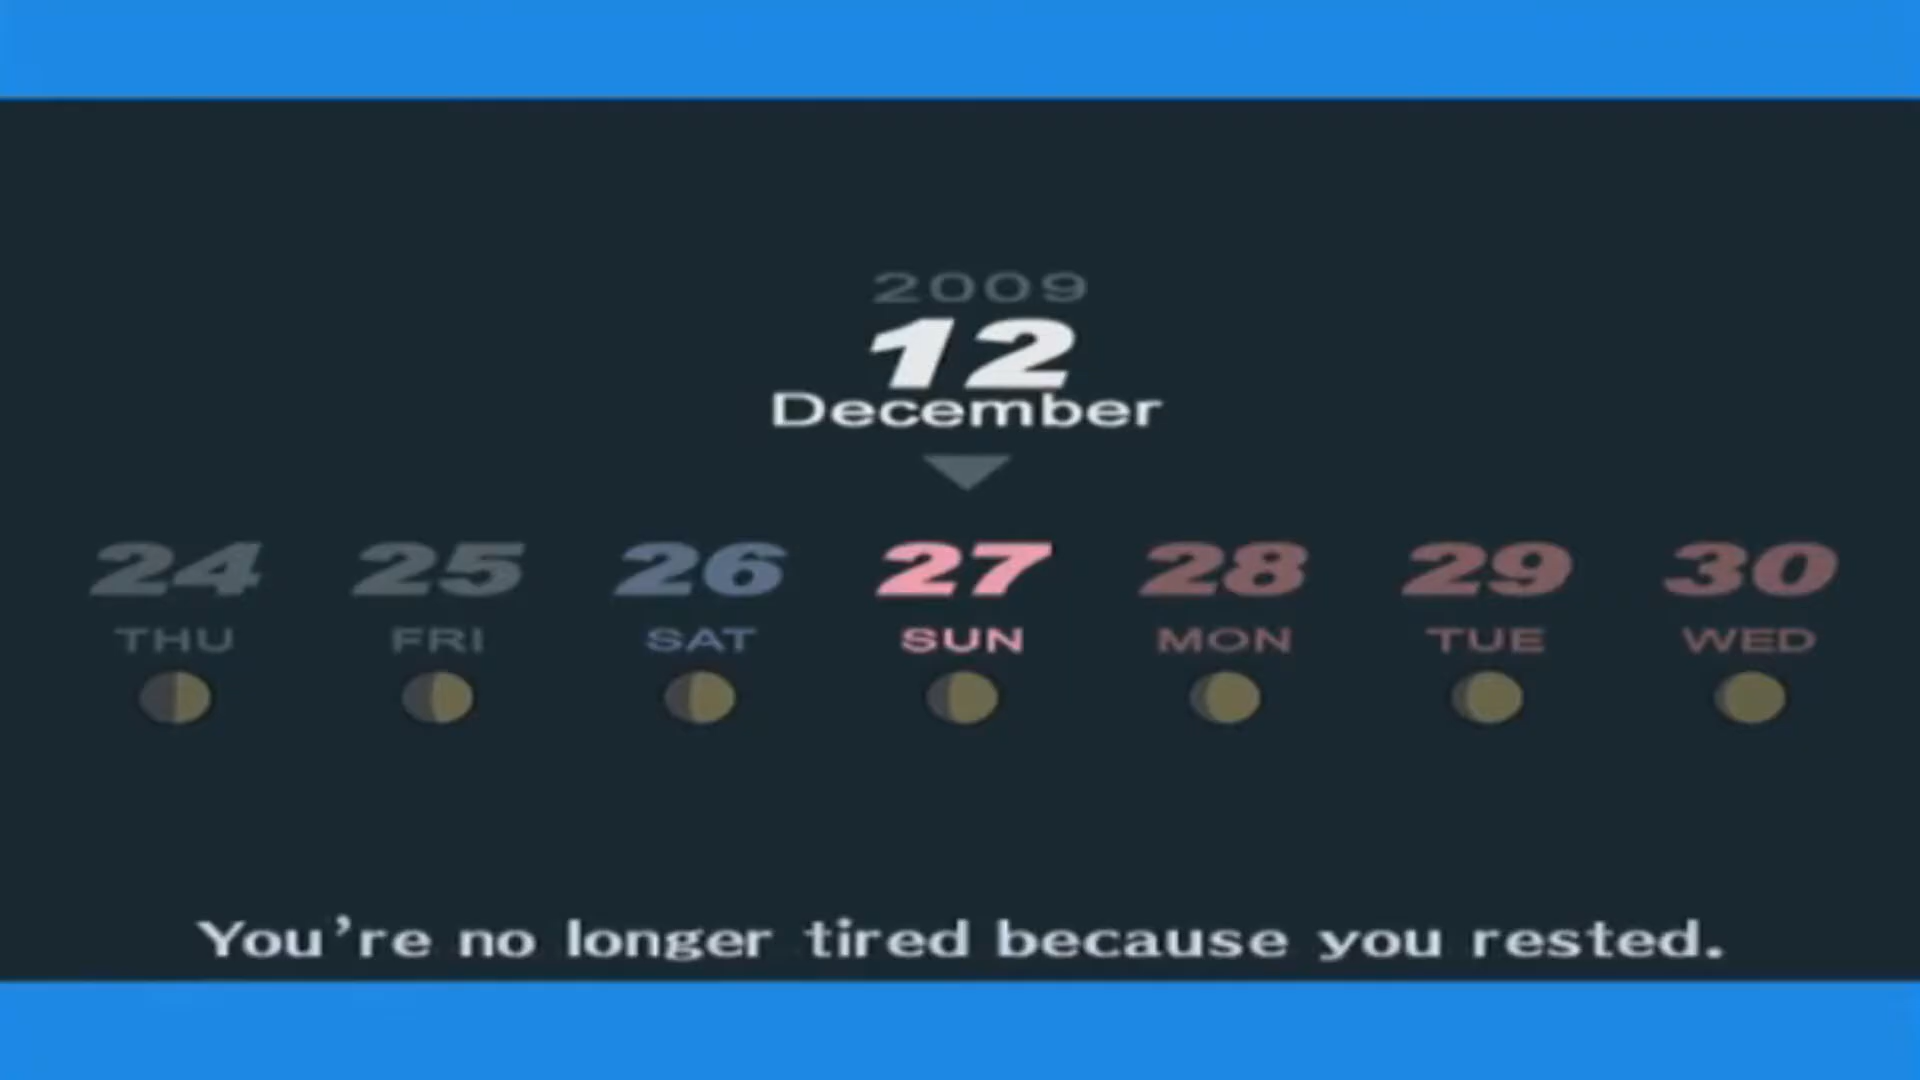 2009
12
December
24 25 26 27 28 29 30
THU FRI SAT SUN MON TUE WED
You're no longer tired because you rested.